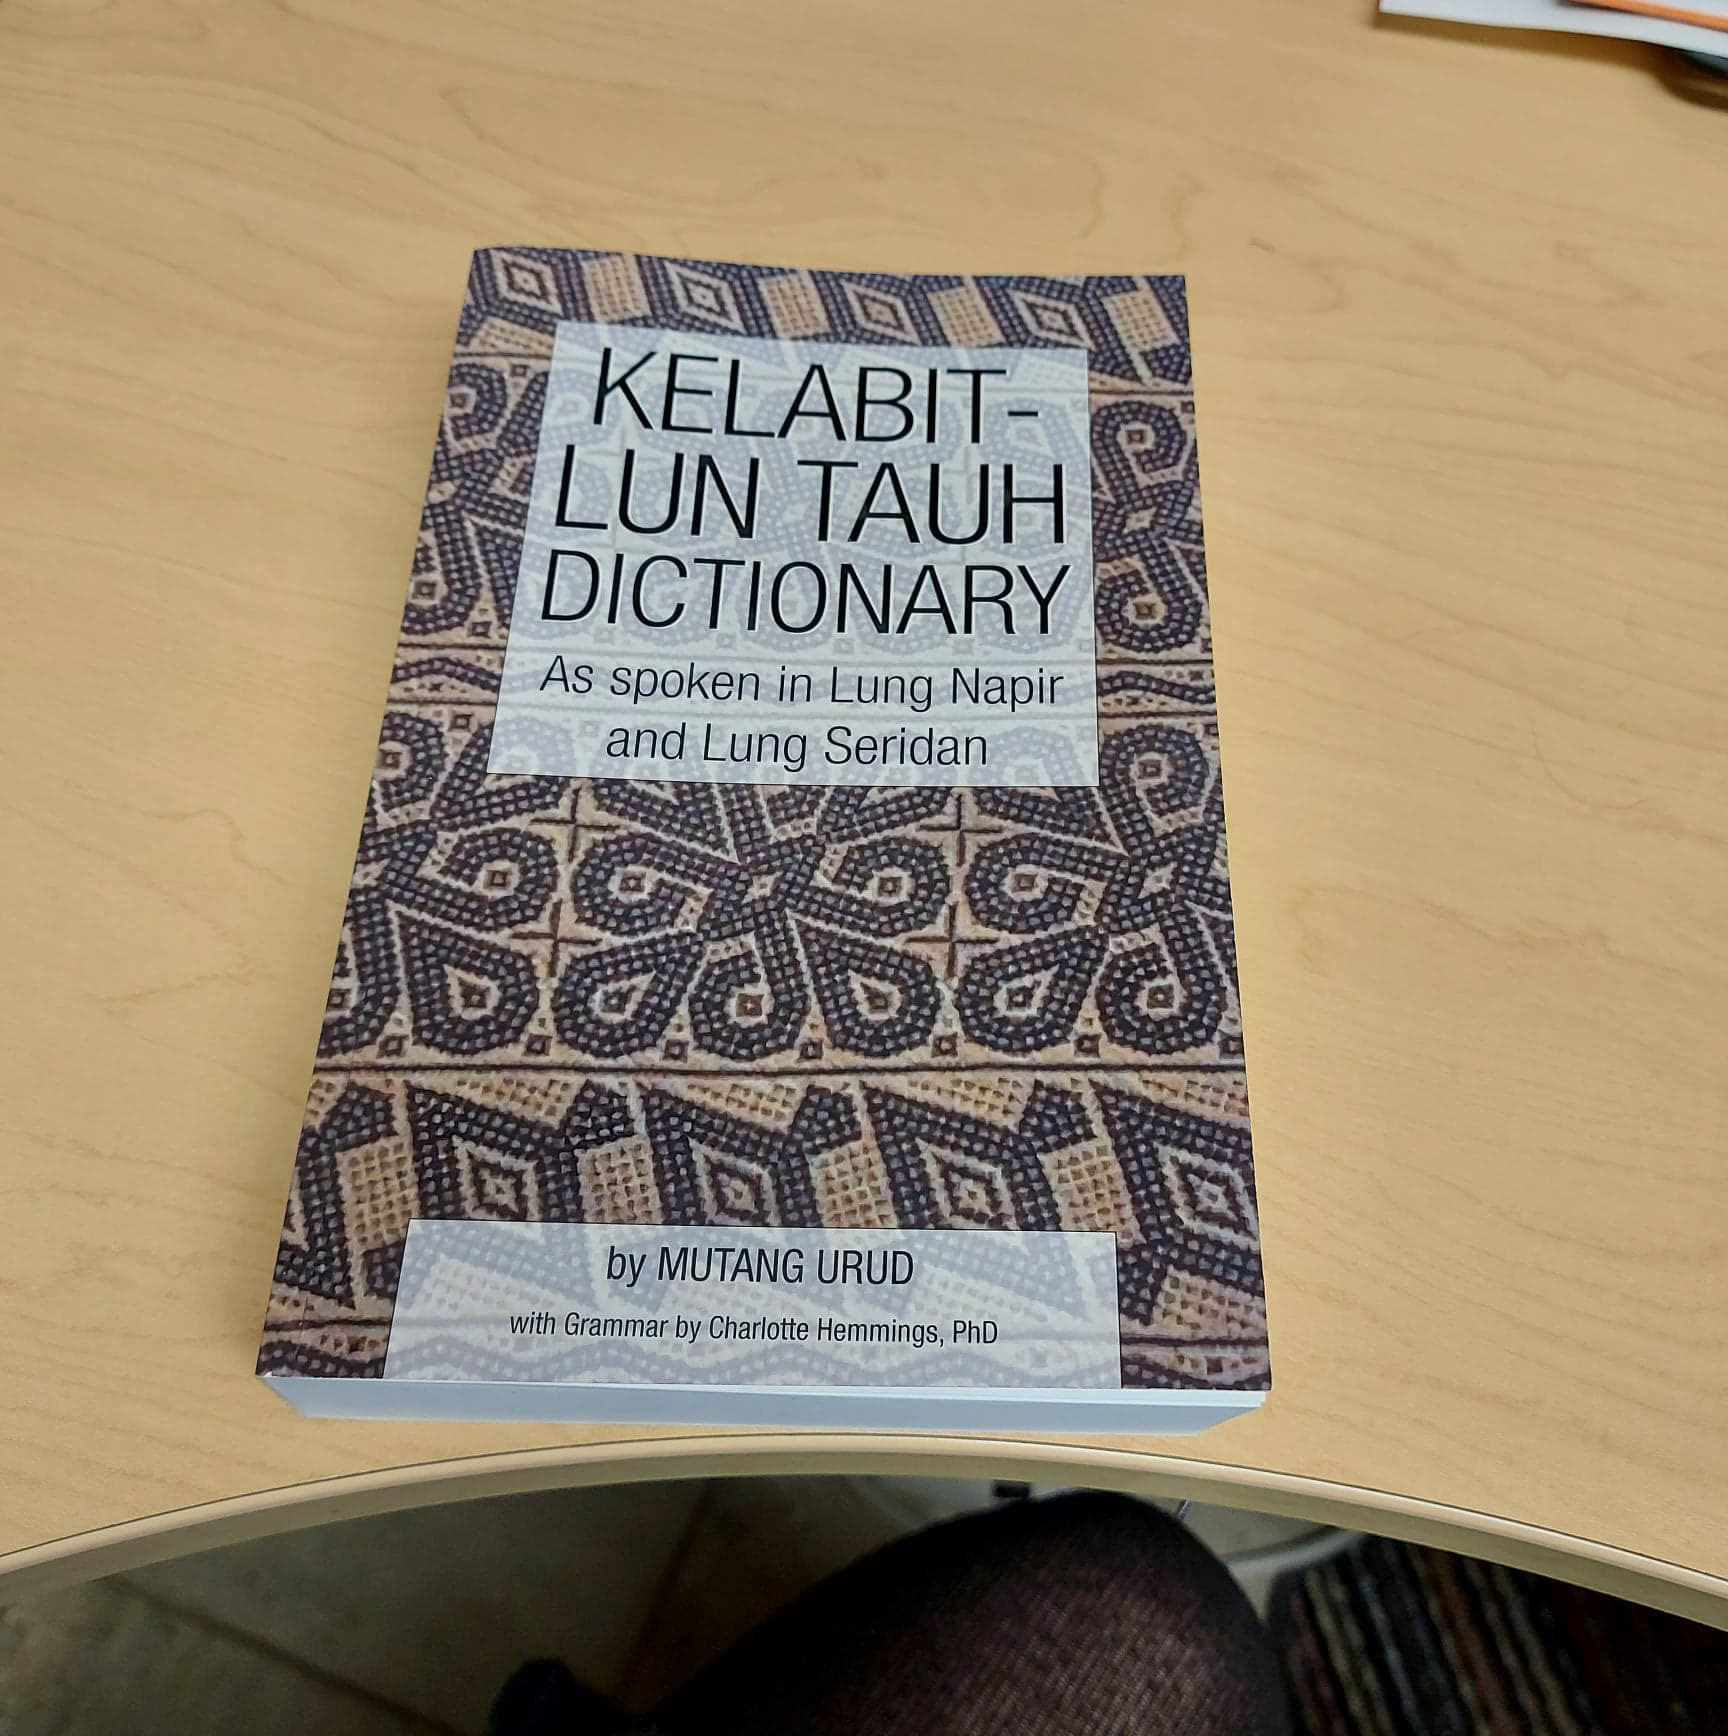 KELABIT-
LUN TAUH
DICTIONARY
As spoken in Lung Napir
and Lung Seridan
by MUTANG URUD
with Grammar by Charlotte Hemmings, PhD